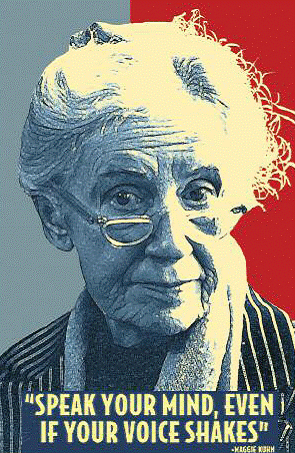 "SPEAK YOUR MIND, EVEN
IF YOUR VOICE SHAKES"
-MAGGIE KUHN